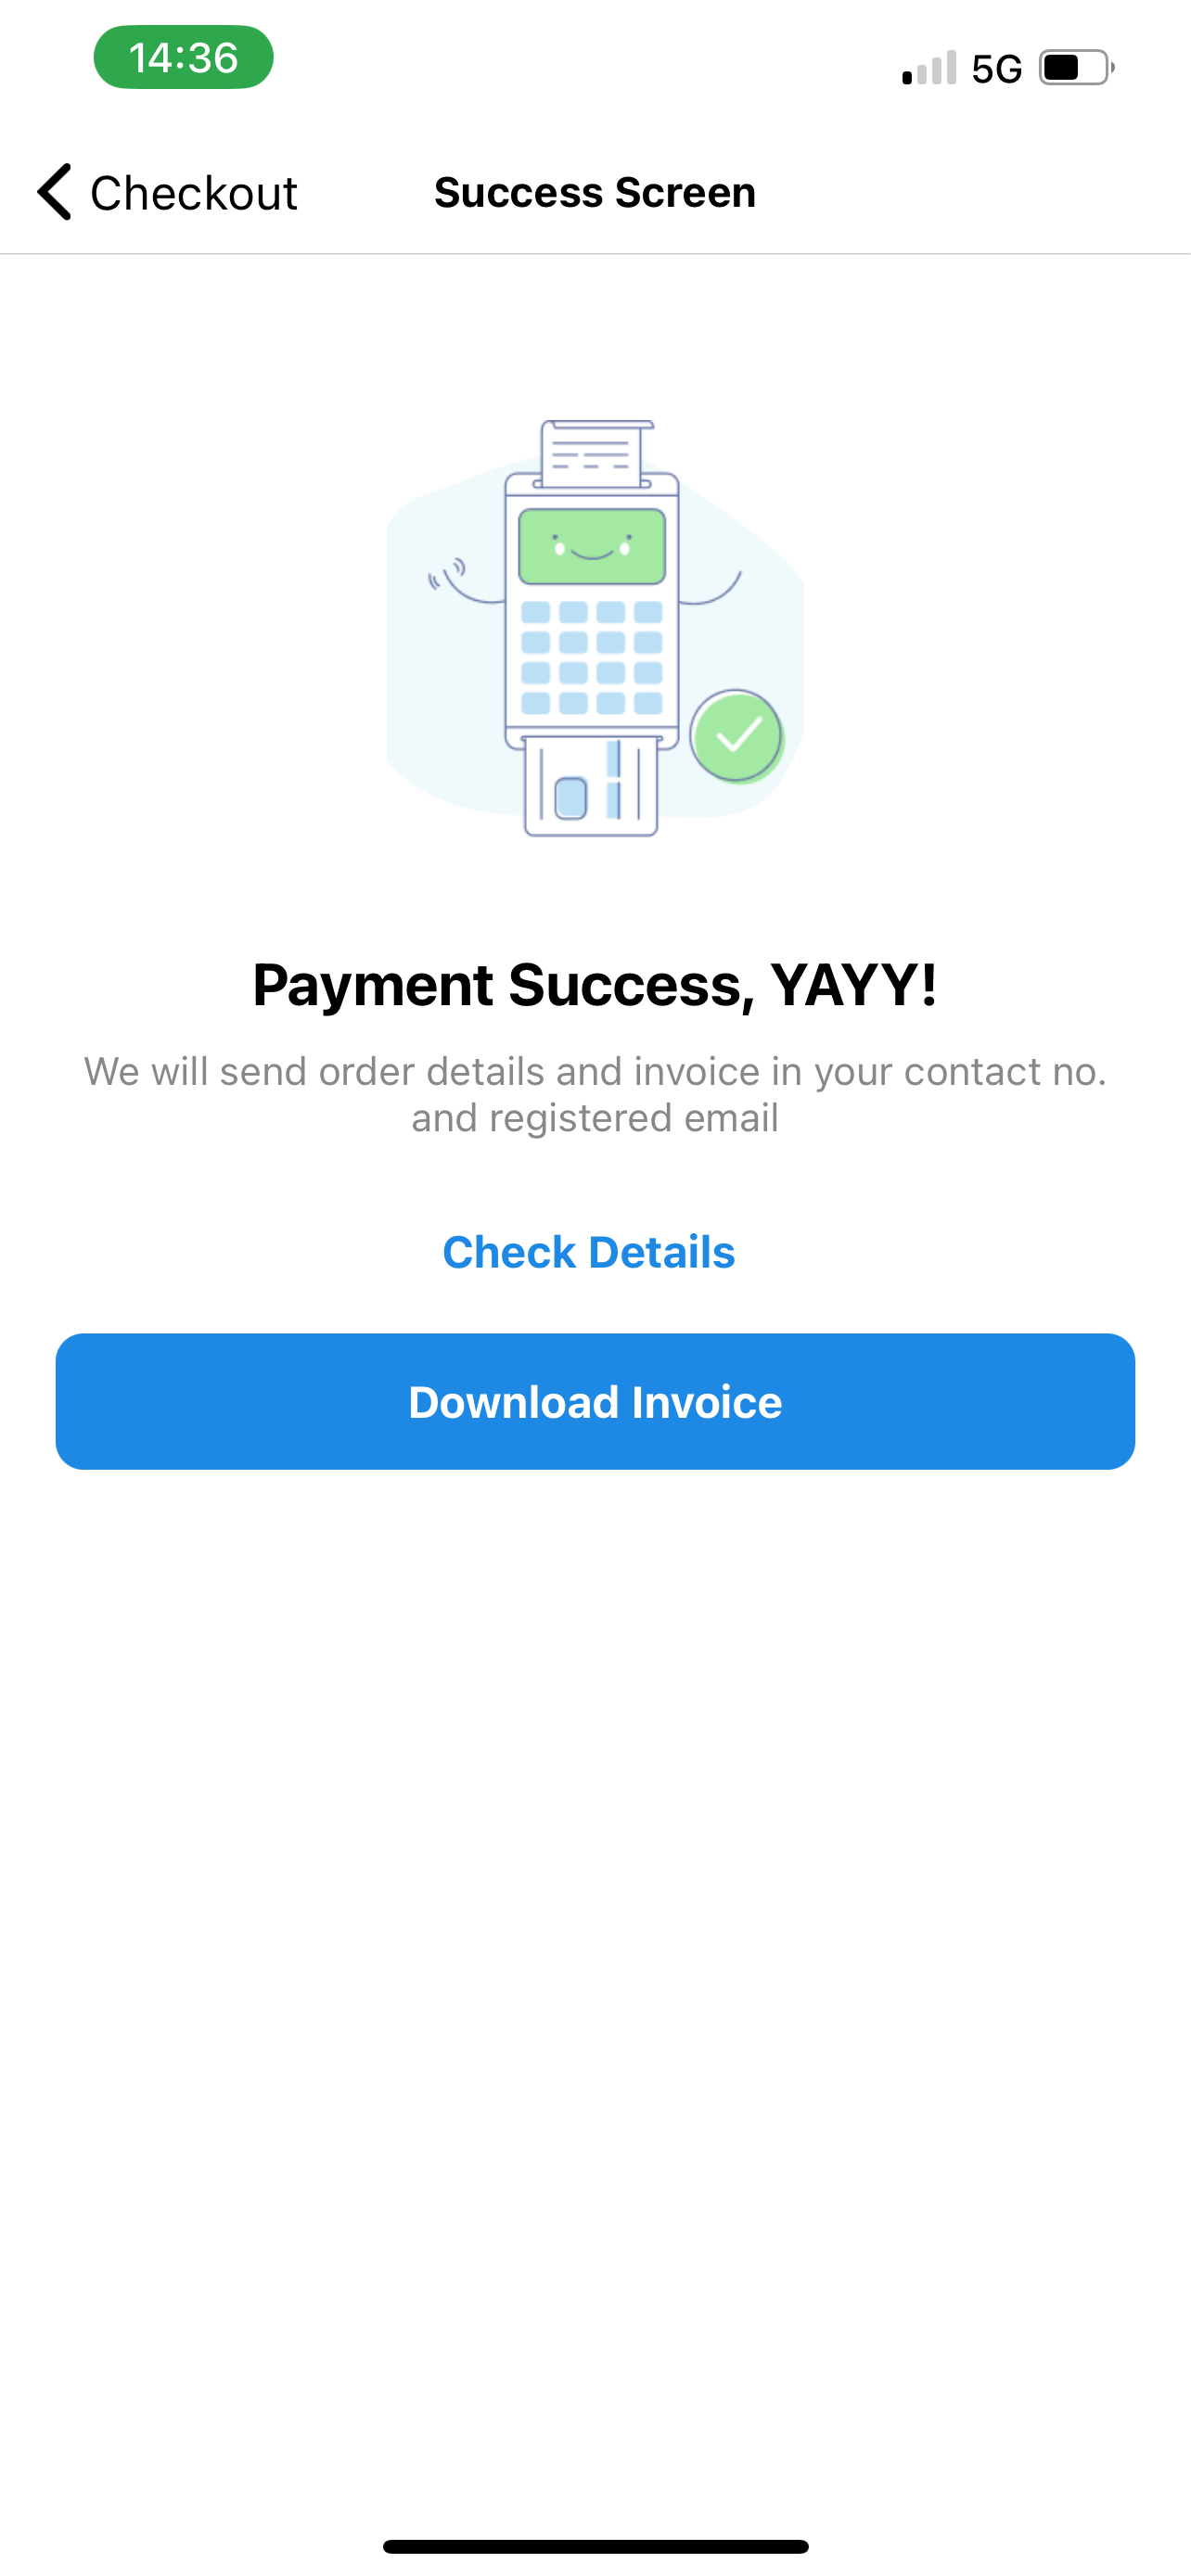 14:36
5G
Checkout
Success Screen
Payment Success, YAYY!
We will send order details and invoice in your contact no.
and registered email
Check Details
Download Invoice